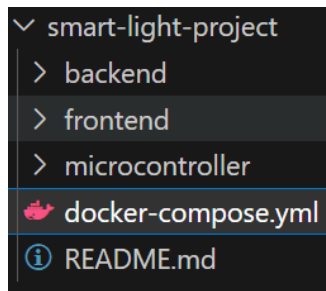 smart-light-project
backend
frontend
microcontroller
docker-compose.yml
README.md